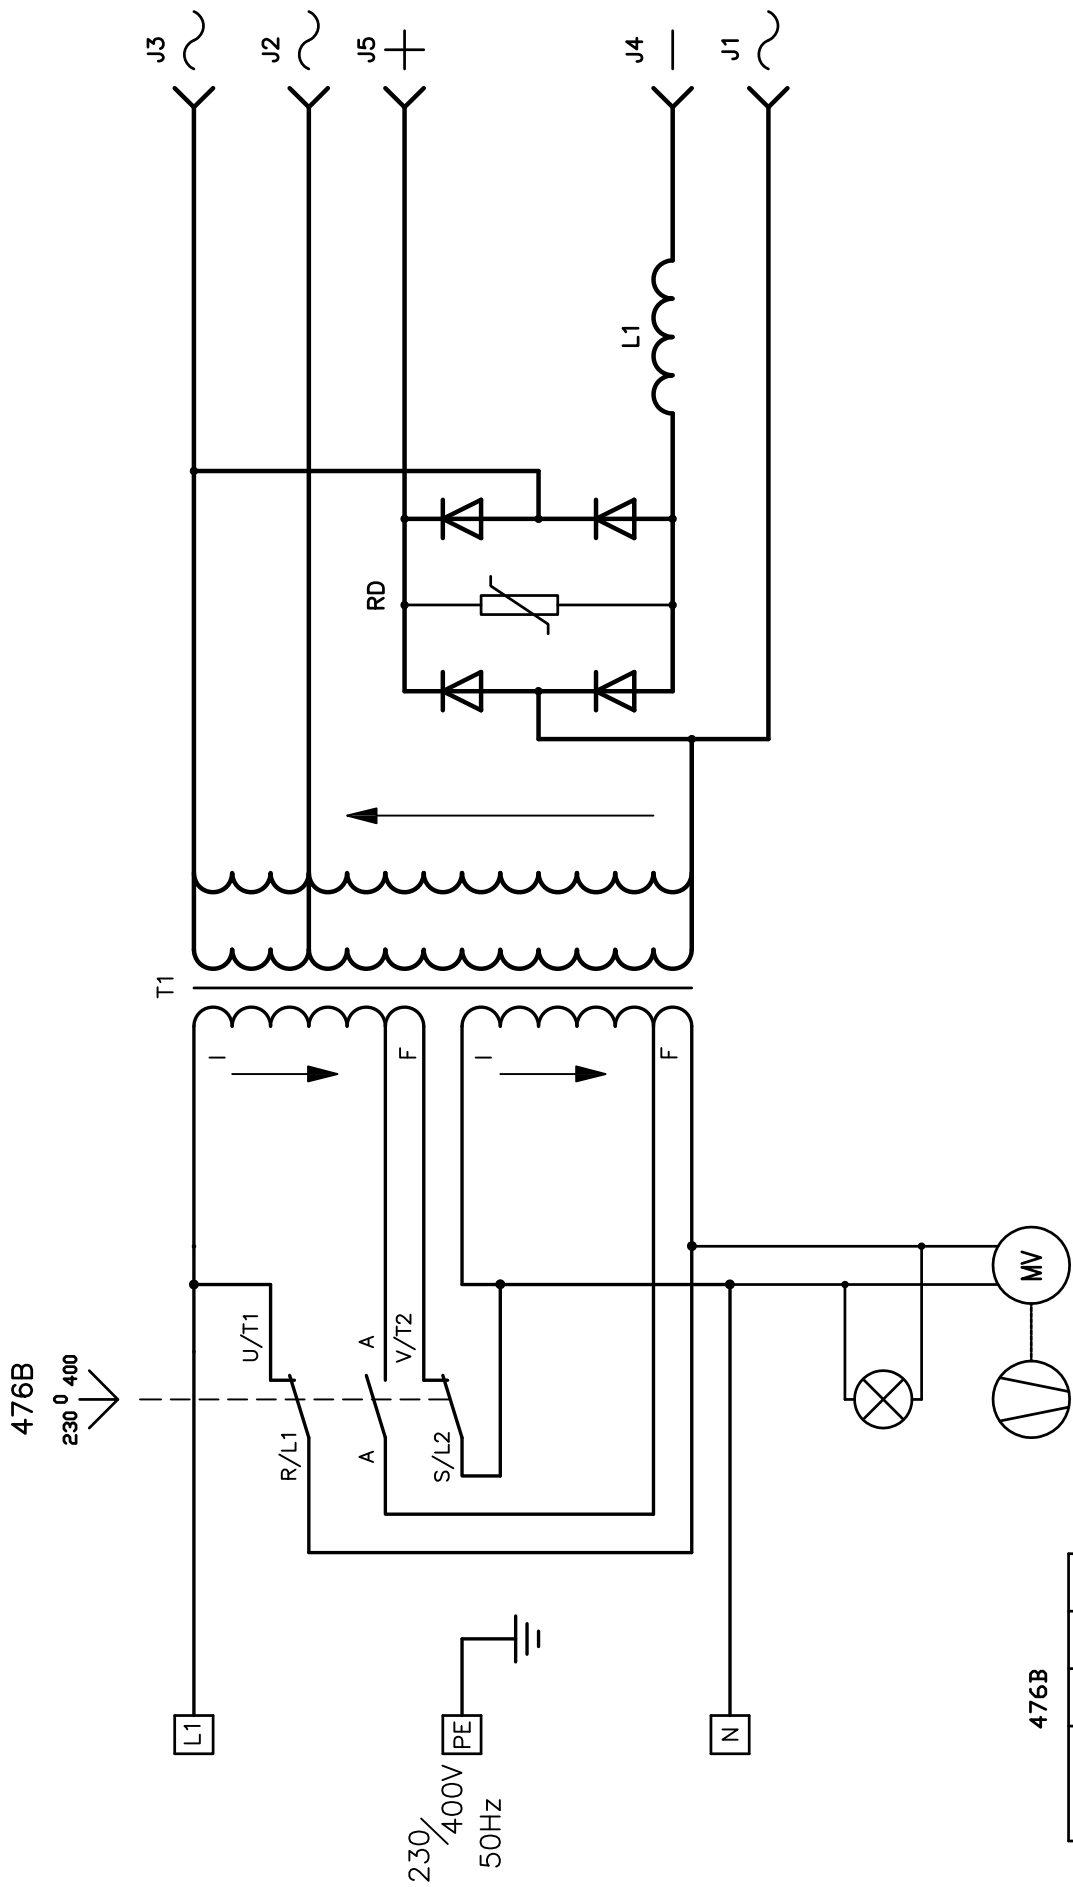 476B
230 0 400
L1
PE
N
230/400V
50Hz
R/L1
U/T1
A
A
S/L2
V/T2
I
F
I
F
T1
RD
L1
J3
J2
J5
J4
J1
MV
476B